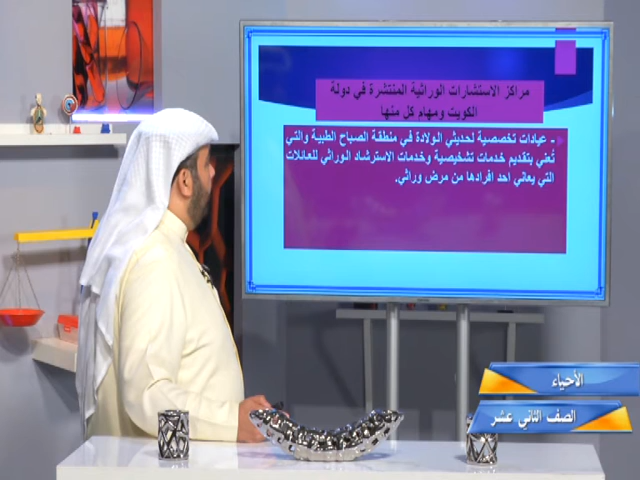 مراكز الاستشارات الوراثية المنتشرة في دولة
الكويت ومهام كل منها
- عيادات تخصصية لحديثي الولادة في منطقة الصباح الطبية والتي
تُعني بتقديم خدمات تشخيصية وخدمات الاسترشاد الوراثي للعائلات
التي يعاني احد افرادها من مرض وراثي.
الأحياء
الصف الثاني عشر